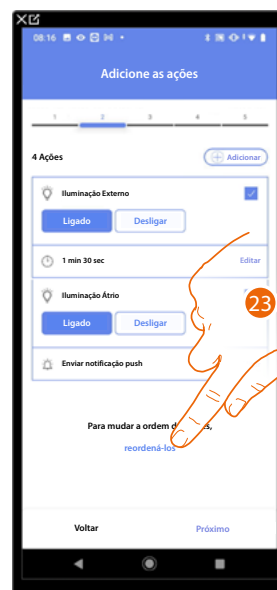 08:16
Adicione as ações
1 2 3 4 5
4 Ações
Adicionar
Iluminação Externo
Ligado Desligar
1 min 30 sec Editar
Iluminação Átrio
Ligado Desligar
23
Enviar notificação push
Para mudar a ordem d
reordená-los
Voltar Próximo